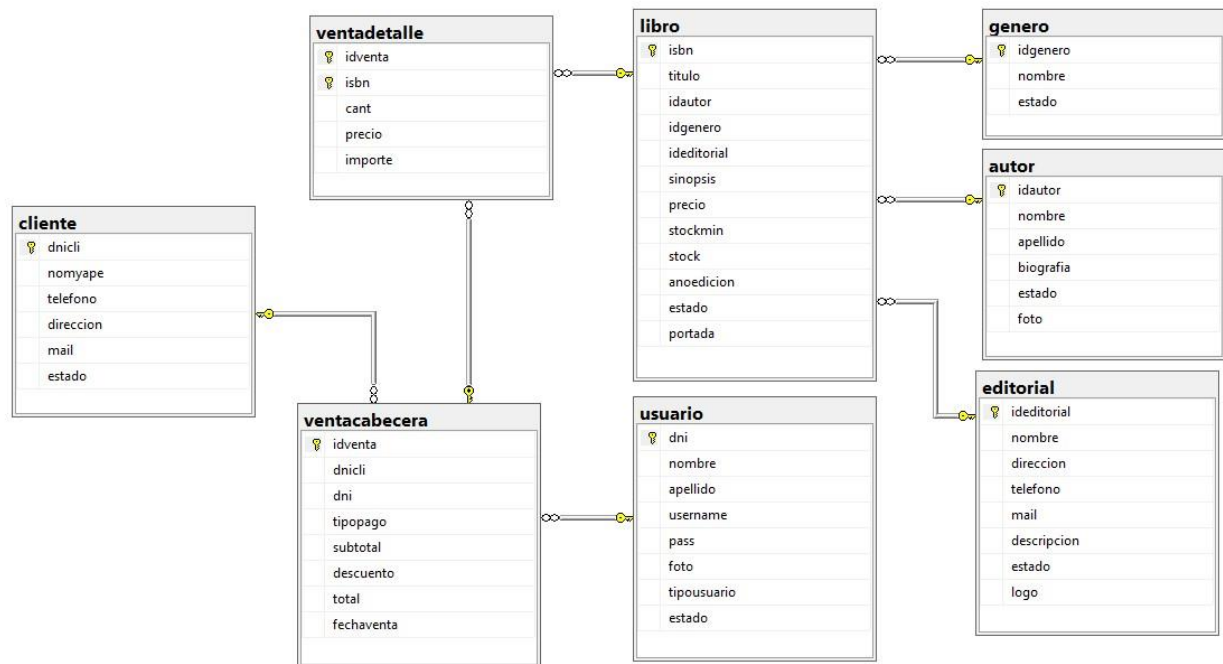 ventadetalle
idventa
isbn
cant
precio
importe
libro
isbn
titulo
idautor
idgenero
ideditorial
sinopsis
precio
stockmin
stock
anoedicion
estado
portada
genero
idgenero
nombre
estado
autor
idautor
nombre
apellido
biografia
estado
foto
cliente
dnicli
nomyape
telefono
direccion
mail
estado
ventacabecera
idventa
dnicli
dni
tipopago
subtotal
descuento
total
fechaventa
usuario
dni
nombre
apellido
username
pass
foto
tipousuario
estado
editorial
ideditorial
nombre
direccion
telefono
mail
descripcion
estado
logo